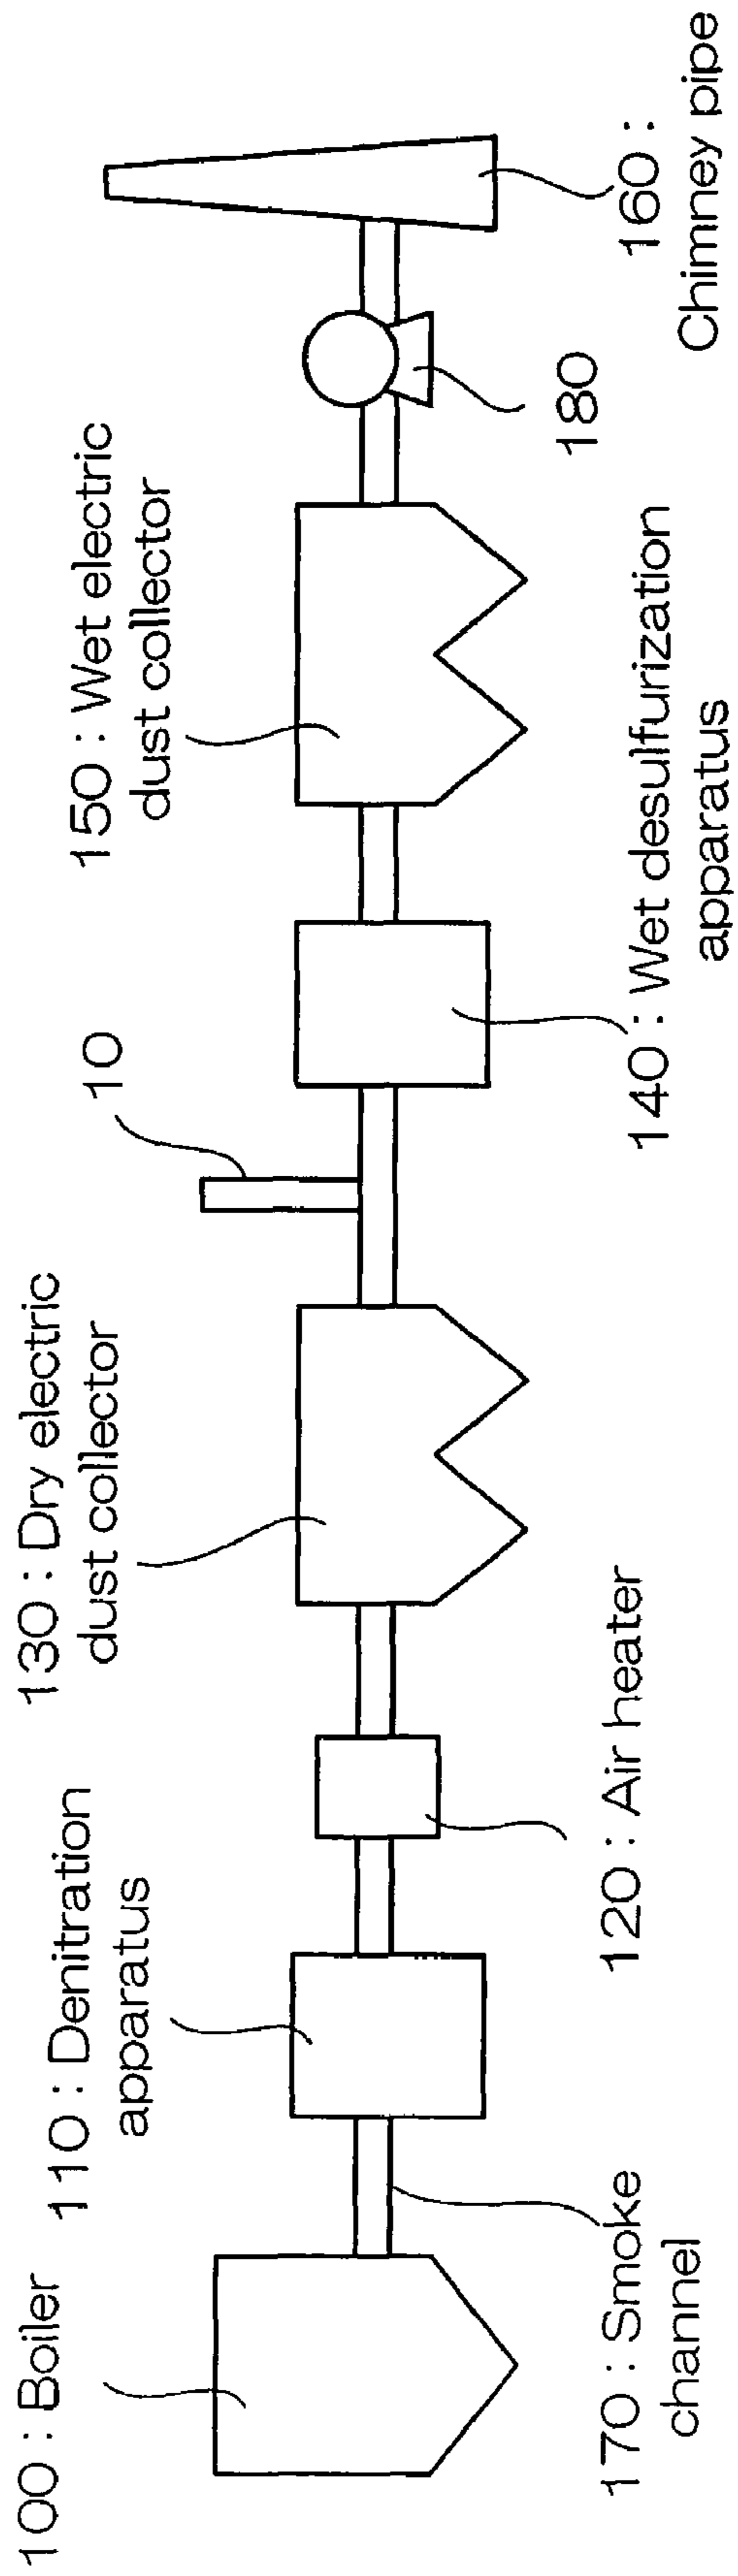 100 : Boiler
110 : Denitration
apparatus
130 : Dry electric
dust collector
10
150 : Wet electric
dust collector
170 : Smoke
channel
120 : Air heater
140 : Wet desulfurization
apparatus
180
160 :
Chimney pipe